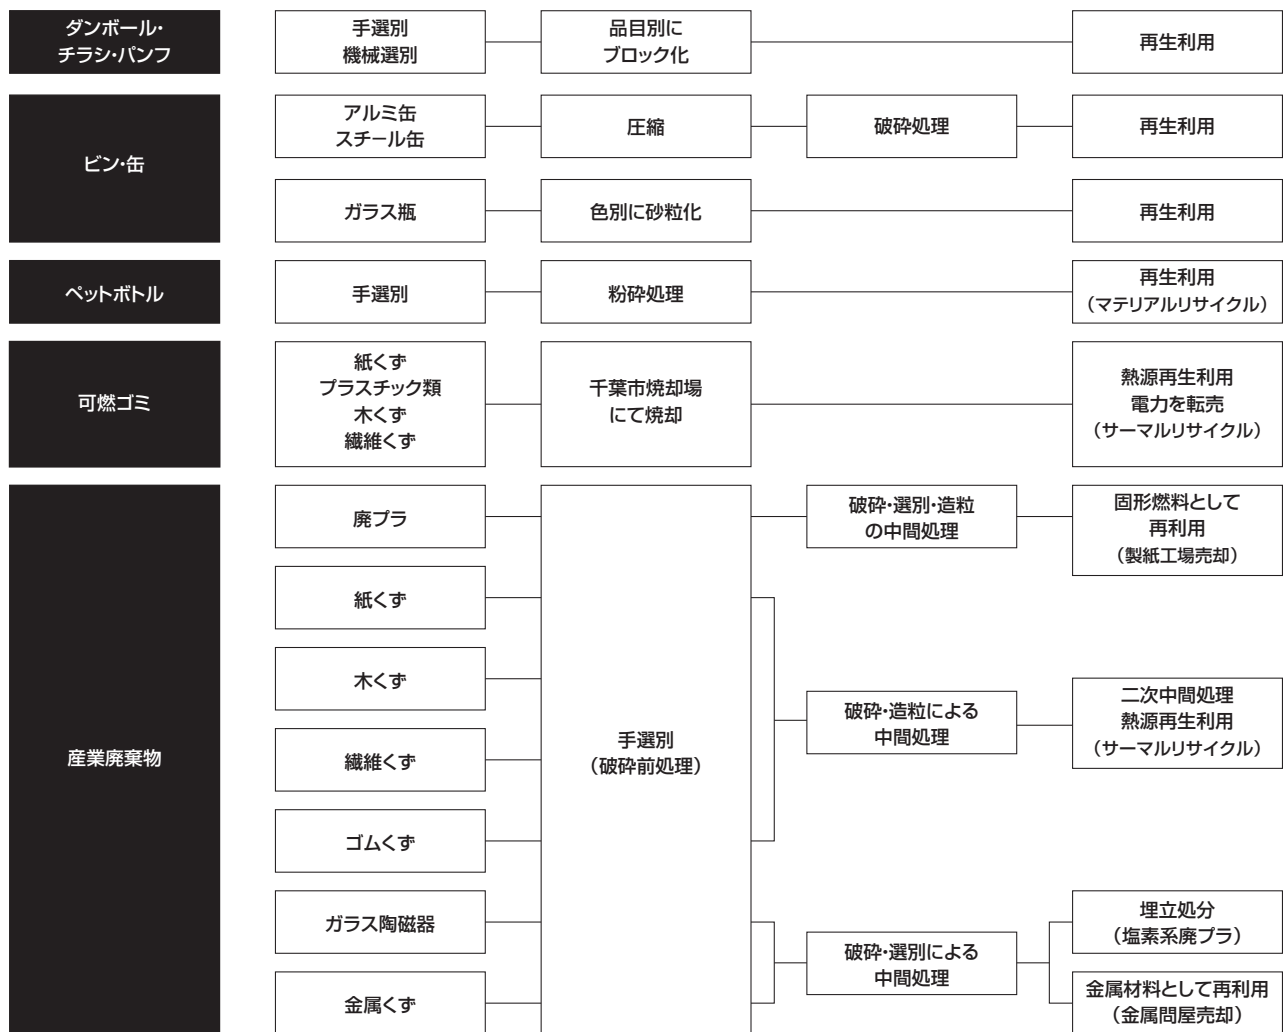 ダンボール・
チラシ・パンフ
手選別
機械選別
品目別に
ブロック化
再生利用
ビン・缶
アルミ缶
スチール缶
圧縮
破砕処理
再生利用
ガラス瓶
色別に砂粒化
再生利用
ペットボトル
手選別
粉砕処理
再生利用
(マテリアルリサイクル)
可燃ゴミ
紙くず
プラスチック類
木くず
繊維くず
千葉市焼却場
にて焼却
熱源再生利用
電力を転売
(サーマルリサイクル)
産業廃棄物
廃プラ
紙くず
木くず
繊維くず
ゴムくず
ガラス陶磁器
金属くず
手選別
(破砕前処理)
破砕・選別・造粒
の中間処理
固形燃料として
再利用
(製紙工場売却)
破砕・造粒による
中間処理
二次中間処理
熱源再生利用
(サーマルリサイクル)
破砕・選別による
中間処理
埋立処分
(塩素系廃プラ)
金属材料として再利用
(金属問屋売却)